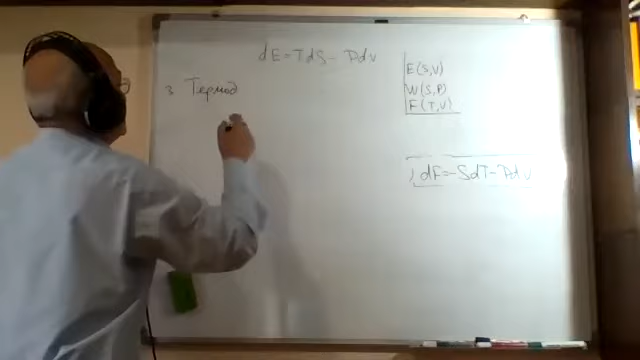 dE = TdS - Pdv
3 Термод
E(S,V)
W(S,P)
F(T,V)
dF = -SdT - Pdv